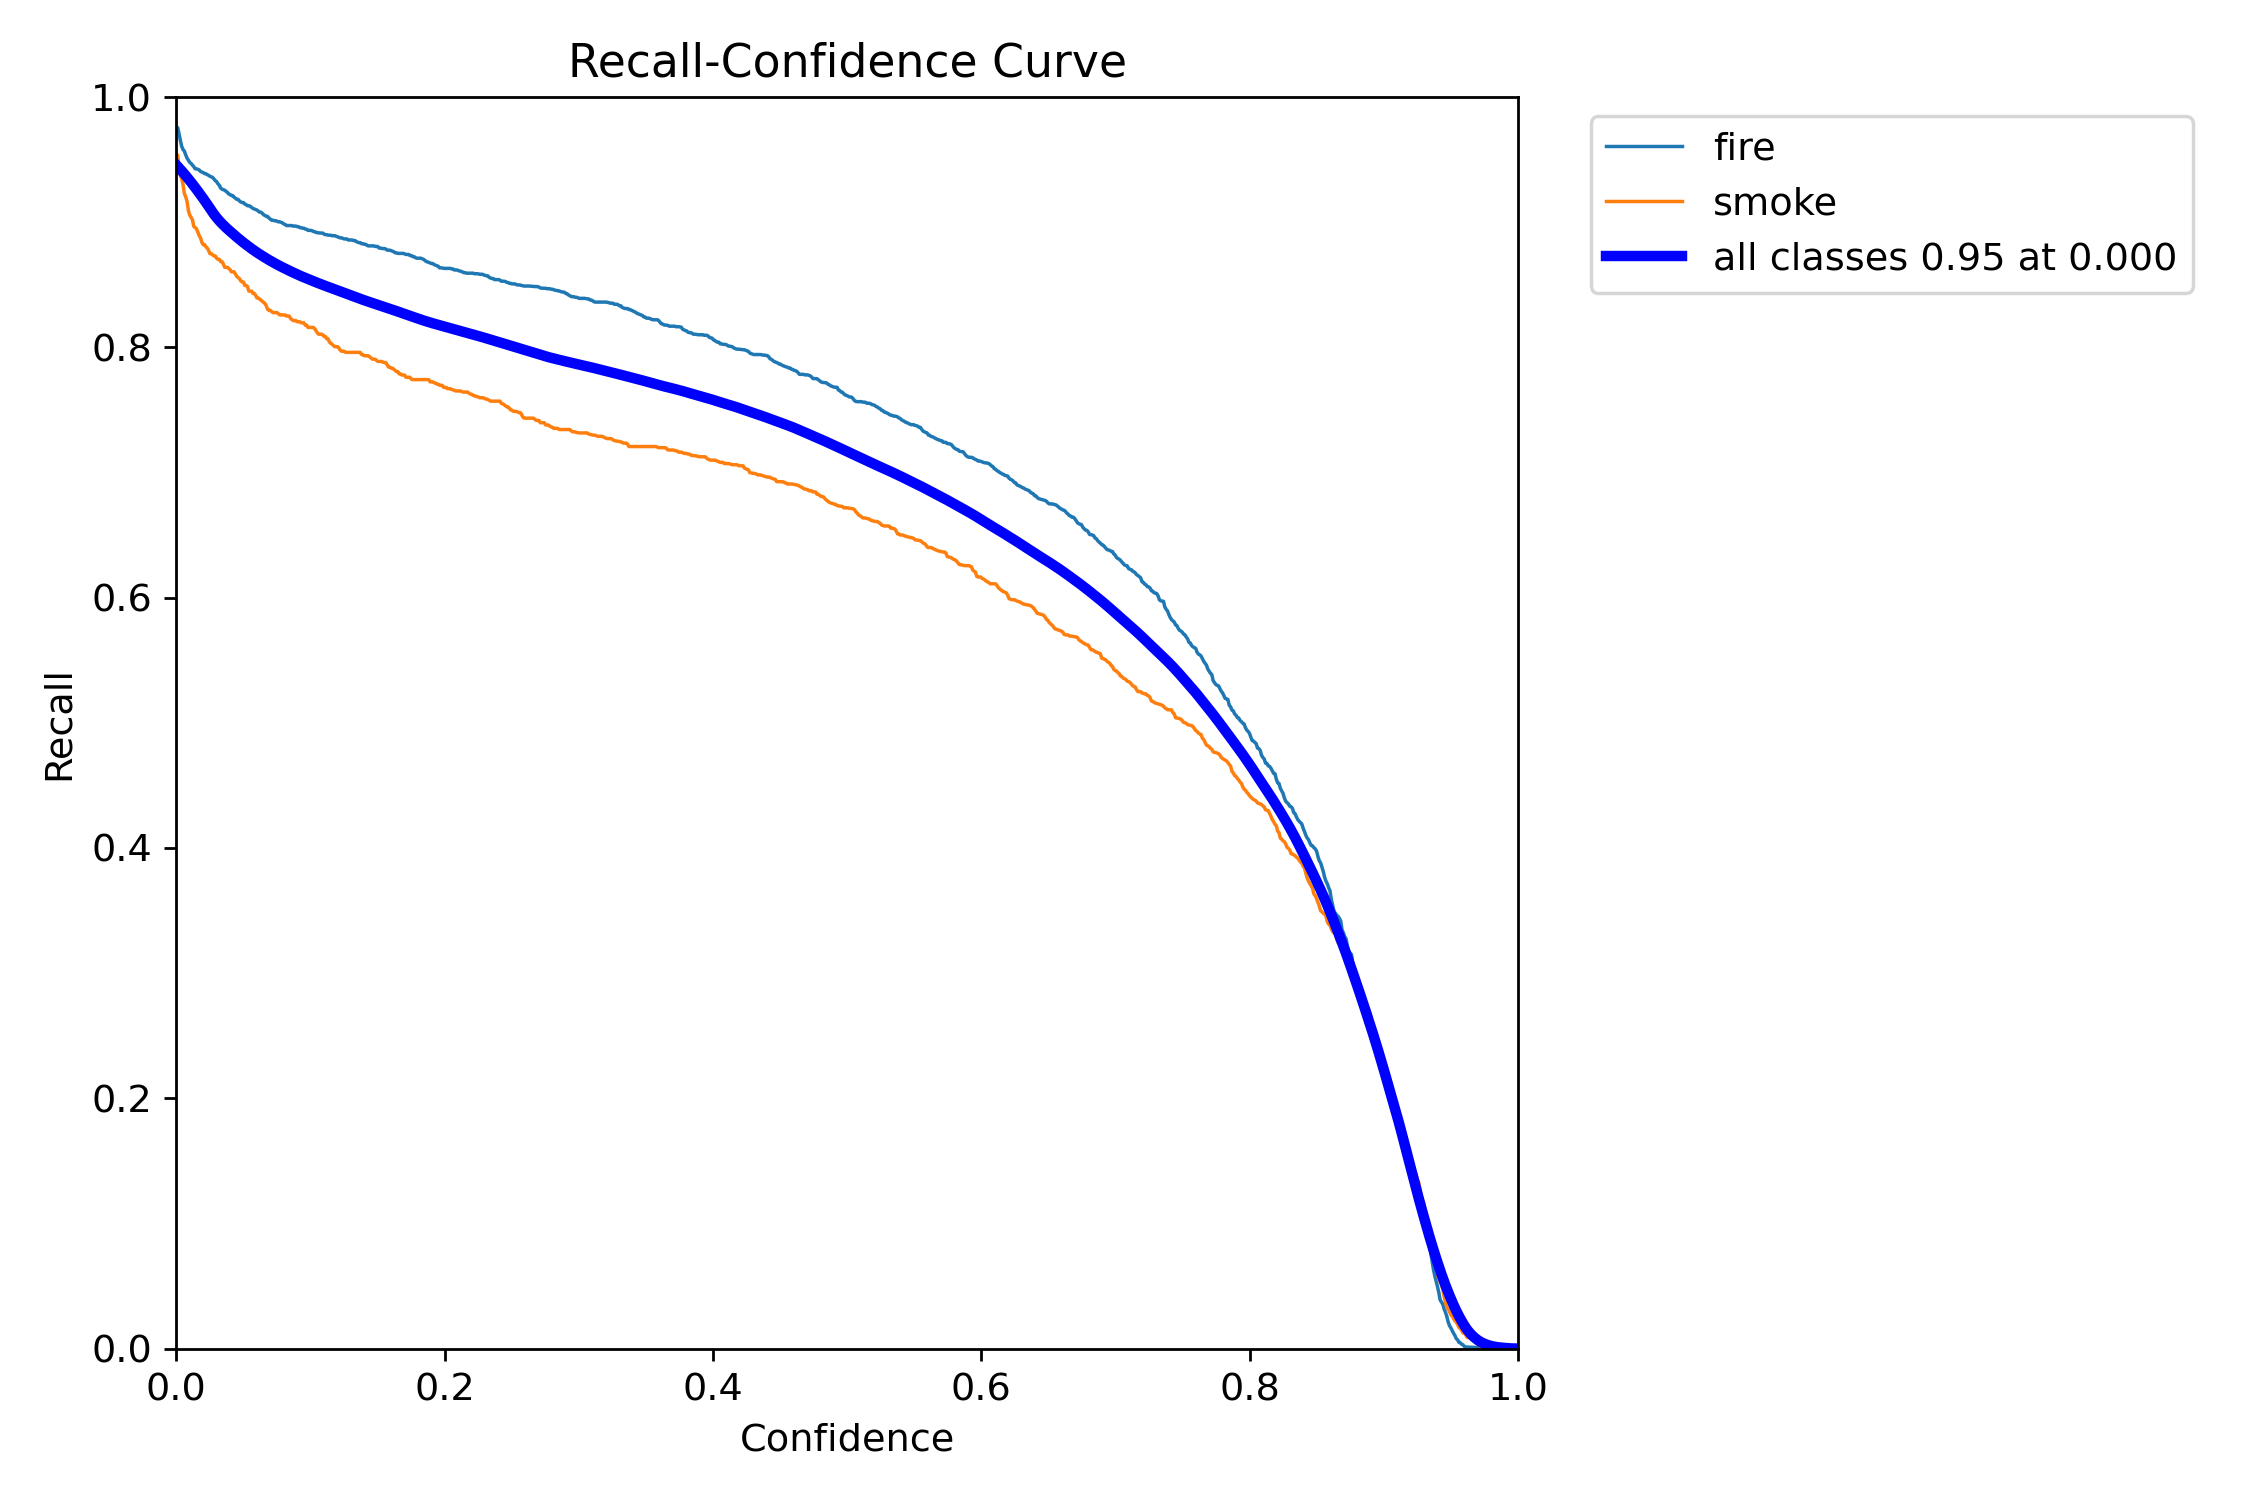 Recall-Confidence Curve
1.0
0.8
0.6
0.4
0.2
0.0
Recall
0.0 0.2 0.4 0.6 0.8 1.0
Confidence
fire
smoke
all classes 0.95 at 0.000